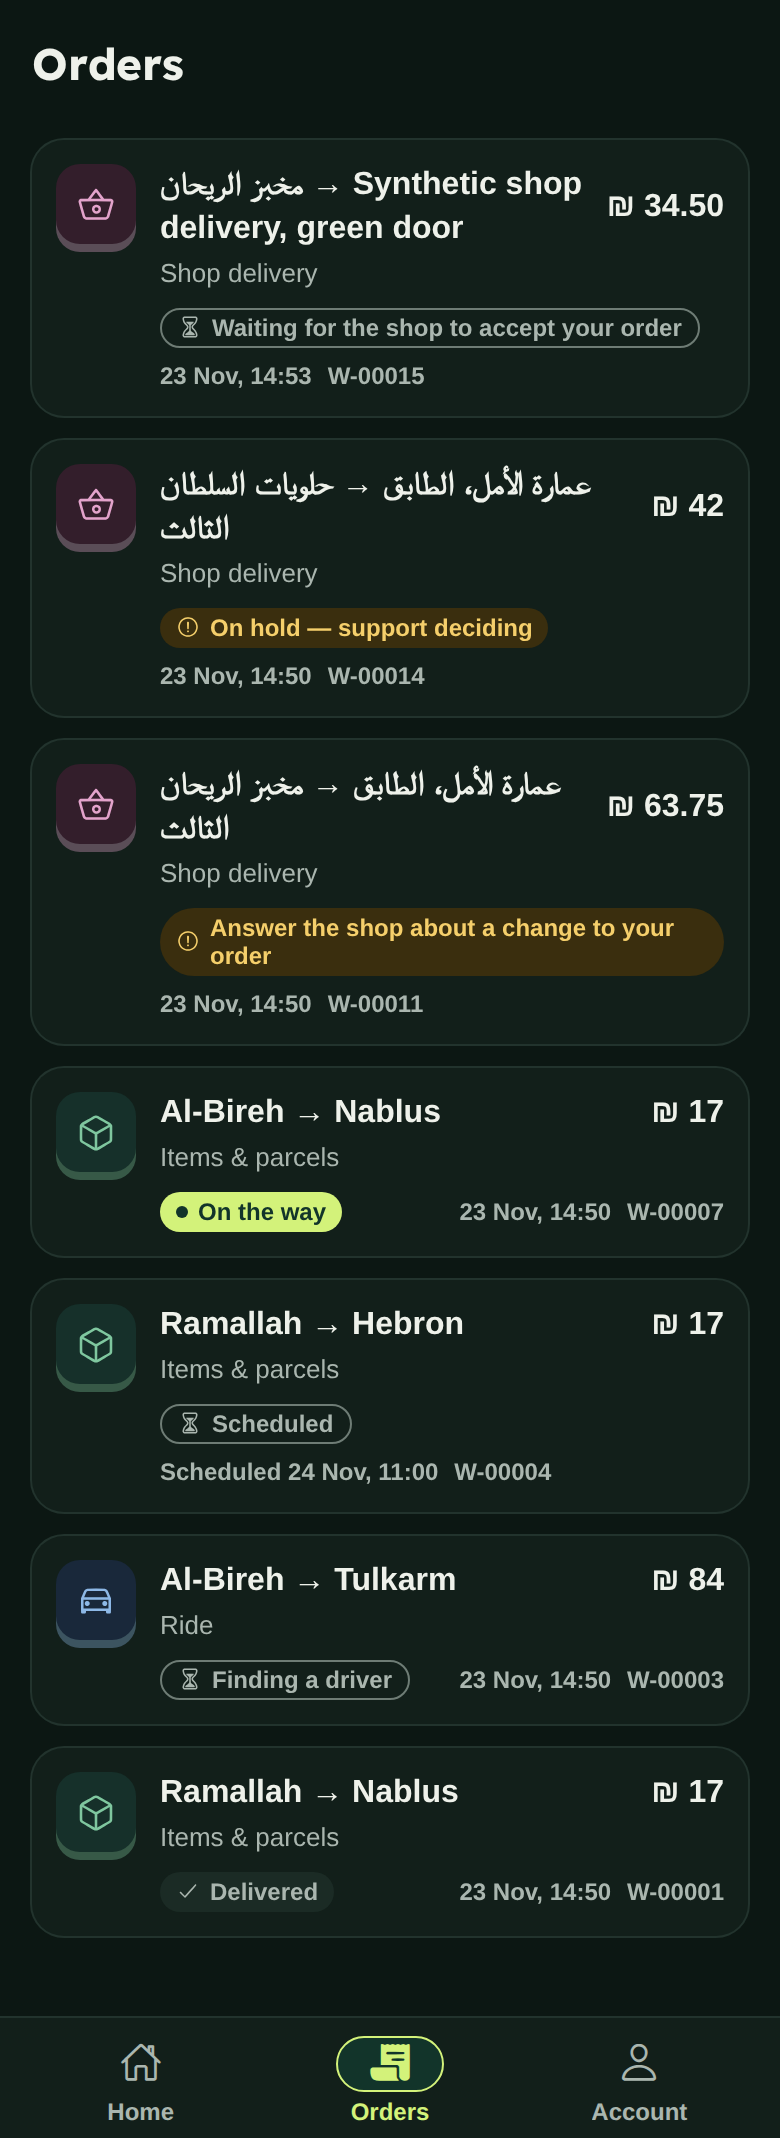 Orders
مخبز الريحان → Synthetic shop
delivery, green door
₪ 34.50
Shop delivery
Waiting for the shop to accept your order
23 Nov, 14:53 W-00015
حلويات السلطان → عمارة الأمل، الطابق
الثالث
₪ 42
Shop delivery
On hold — support deciding
23 Nov, 14:50 W-00014
مخبز الريحان → عمارة الأمل، الطابق
الثالث
₪ 63.75
Shop delivery
Answer the shop about a change to your
order
23 Nov, 14:50 W-00011
Al-Bireh → Nablus
₪ 17
Items & parcels
On the way
23 Nov, 14:50 W-00007
Ramallah → Hebron
₪ 17
Items & parcels
Scheduled
Scheduled 24 Nov, 11:00 W-00004
Al-Bireh → Tulkarm
₪ 84
Ride
Finding a driver
23 Nov, 14:50 W-00003
Ramallah → Nablus
₪ 17
Items & parcels
Delivered
23 Nov, 14:50 W-00001
Home
Orders
Account